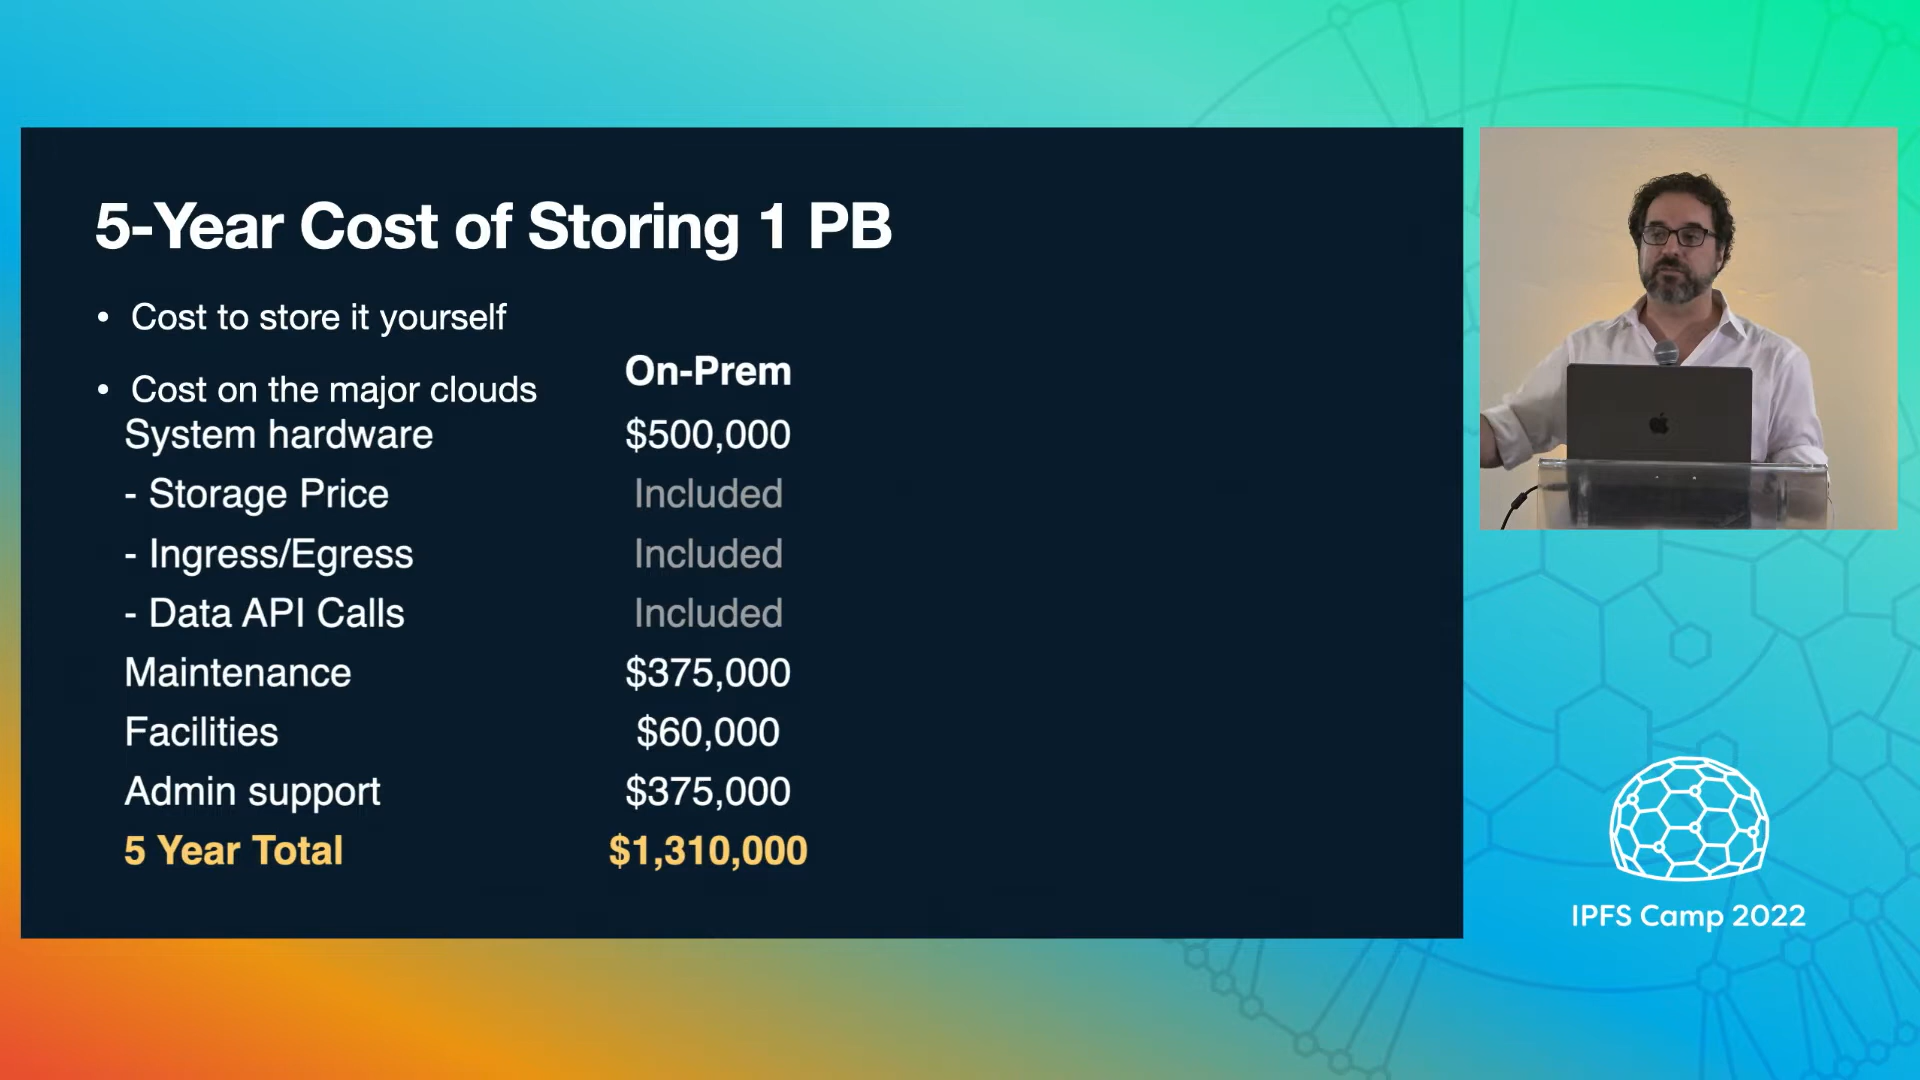 5-Year Cost of Storing 1 PB
• Cost to store it yourself
• Cost on the major clouds
On-Prem
System hardware $500,000
- Storage Price Included
- Ingress/Egress Included
- Data API Calls Included
Maintenance $375,000
Facilities $60,000
Admin support $375,000
5 Year Total $1,310,000
IPFS Camp 2022